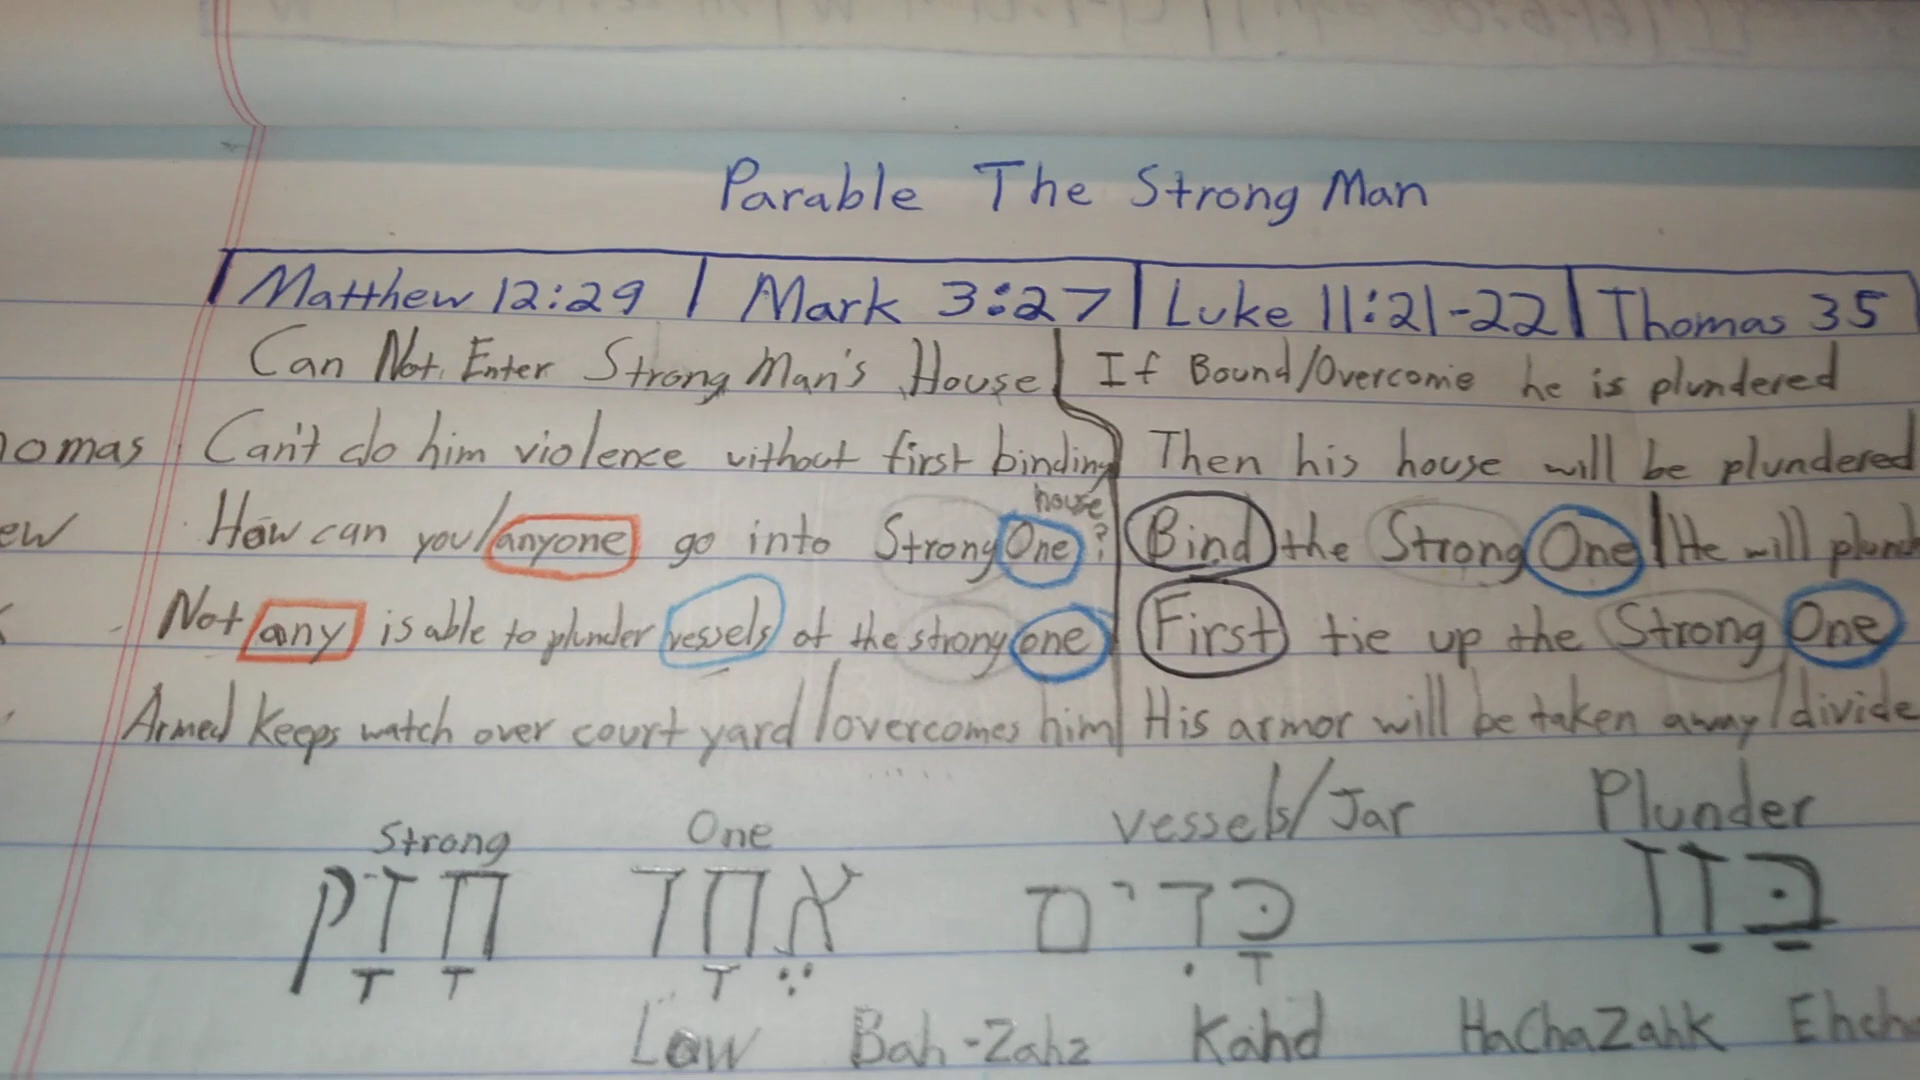 Parable The Strong Man
Matthew 12:29 | Mark 3:27 | Luke 11:21-22 | Thomas 35
Can Not Enter Strong Man's House | If Bound/Overcome he is plundered
omas Can't do him violence without first binding | Then his house will be plundered
house
ew How can you/anyone go into Strong One? | Bind the Strong One | He will plund
Not any is able to plunder vessels of the strong one | First tie up the Strong One
Armed Keeps watch over court yard/overcomes him | His armor will be taken away/divide
Strong One vessels/Jar Plunder
חָזָק אֶחָד כָּדִים בַּזַז
Low Bah-Zahz Kahd HaChaZahk Ehch